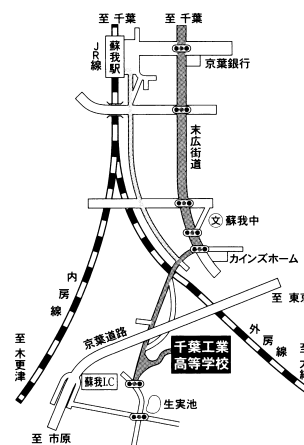 至 千葉
至 千葉
JR線
蘇我駅
京葉銀行
末広街道
文 蘇我中
カインズホーム
内房線
至 東京
京葉道路
千葉工業
高等学校
外房線
至 木更津
蘇我I.C
生実池
至 市原
至